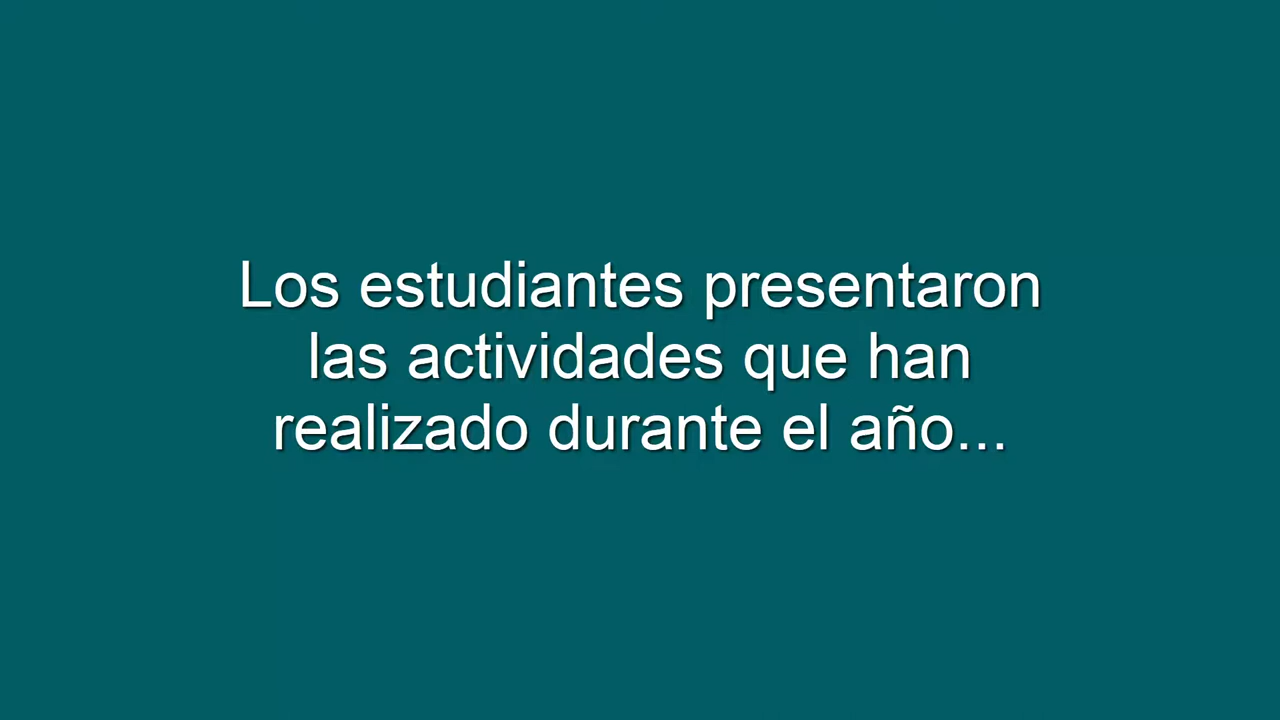 Los estudiantes presentaron
las actividades que han
realizado durante el año...